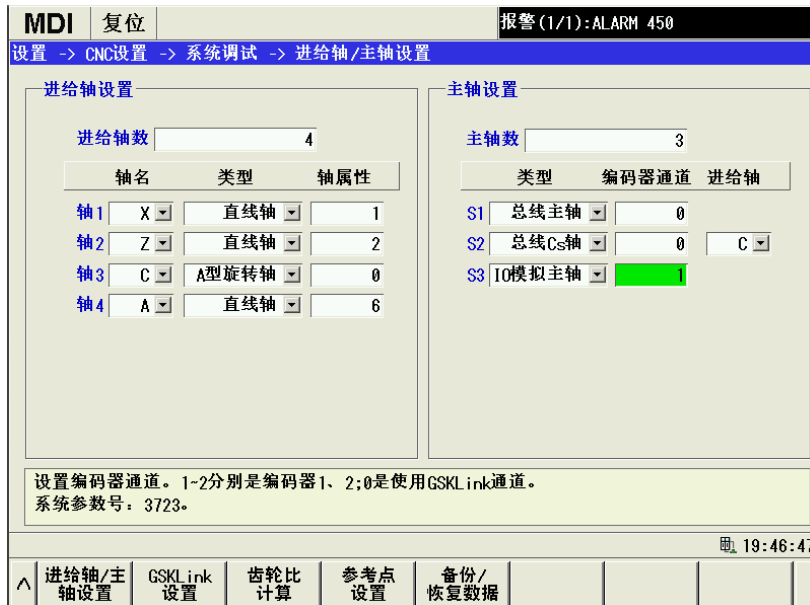 MDI 复位 报警(1/1):ALARM 450
设置 -> CNC设置 -> 系统调试 -> 进给轴/主轴设置
进给轴设置
进给轴数 4
轴名 类型 轴属性
轴1 X 直线轴 1
轴2 Z 直线轴 2
轴3 C A型旋转轴 0
轴4 A 直线轴 6
主轴设置
主轴数 3
类型 编码器通道 进给轴
S1 总线主轴 0
S2 总线Cs轴 0 C
S3 IO模拟主轴 1
设置编码器通道。1~2分别是编码器1、2;0是使用GSKLink通道。
系统参数号: 3723。
19:46:47
^ 进给轴/主轴设置 GSKLink设置 齿轮比计算 参考点设置 备份/恢复数据